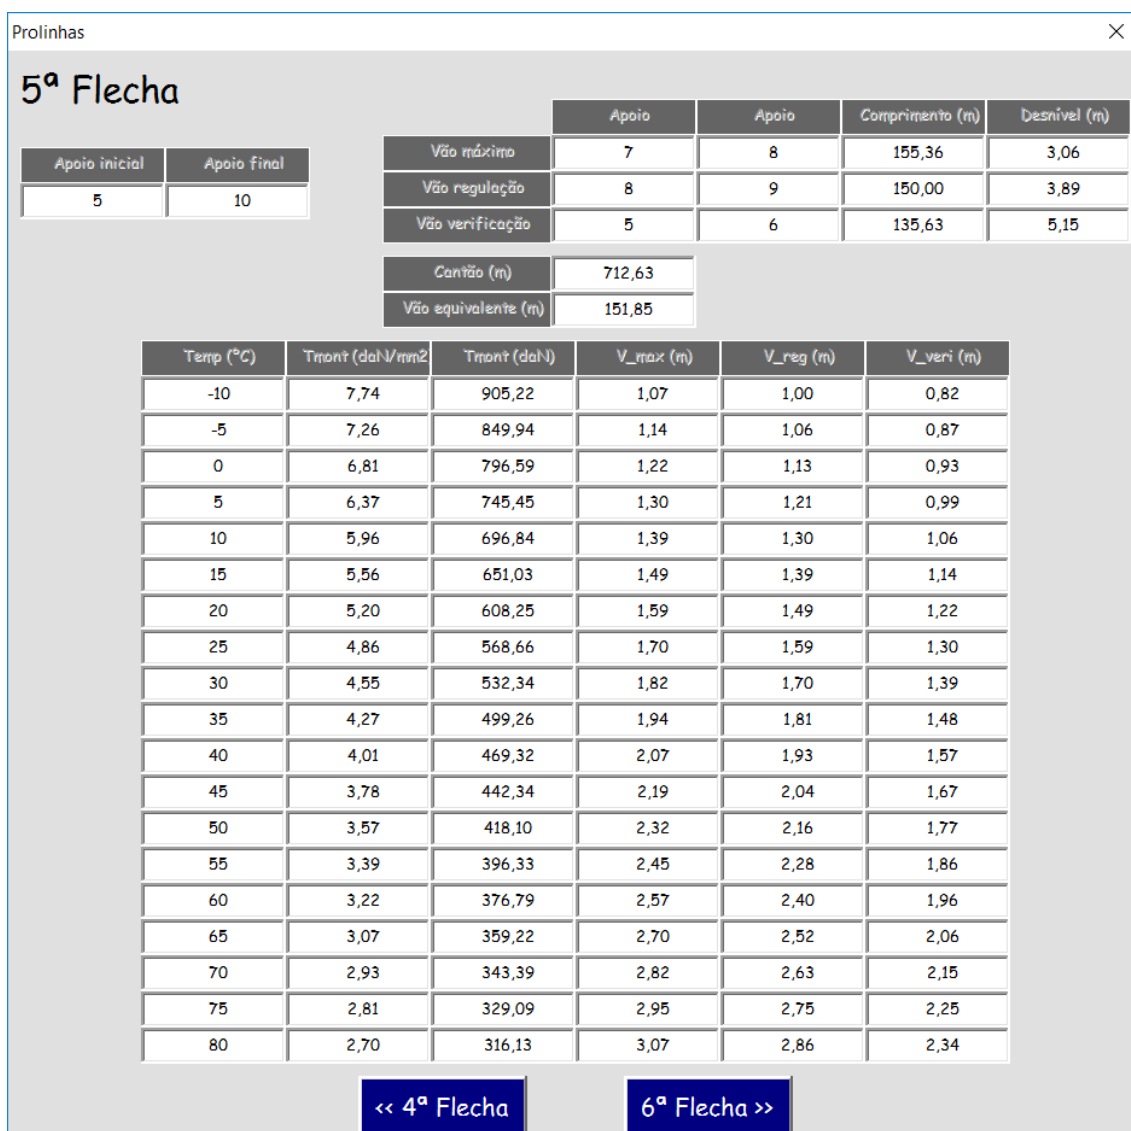 Prolinhas
5ª Flecha
Apoio Apoio Comprimento (m) Desnível (m)
Vão máximo 7 8 155,36 3,06
Apoio inicial Apoio final
Vão regulação 8 9 150,00 3,89
5 10
Vão verificação 5 6 135,63 5,15
Cantão (m) 712,63
Vão equivalente (m) 151,85
Temp (ºC) Tmont (daN/mm2 Tmont (daN) V_max (m) V_reg (m) V_veri (m)
-10 7,74 905,22 1,07 1,00 0,82
-5 7,26 849,94 1,14 1,06 0,87
0 6,81 796,59 1,22 1,13 0,93
5 6,37 745,45 1,30 1,21 0,99
10 5,96 696,84 1,39 1,30 1,06
15 5,56 651,03 1,49 1,39 1,14
20 5,20 608,25 1,59 1,49 1,22
25 4,86 568,66 1,70 1,59 1,30
30 4,55 532,34 1,82 1,70 1,39
35 4,27 499,26 1,94 1,81 1,48
40 4,01 469,32 2,07 1,93 1,57
45 3,78 442,34 2,19 2,04 1,67
50 3,57 418,10 2,32 2,16 1,77
55 3,39 396,33 2,45 2,28 1,86
60 3,22 376,79 2,57 2,40 1,96
65 3,07 359,22 2,70 2,52 2,06
70 2,93 343,39 2,82 2,63 2,15
75 2,81 329,09 2,95 2,75 2,25
80 2,70 316,13 3,07 2,86 2,34
<< 4ª Flecha 6ª Flecha >>